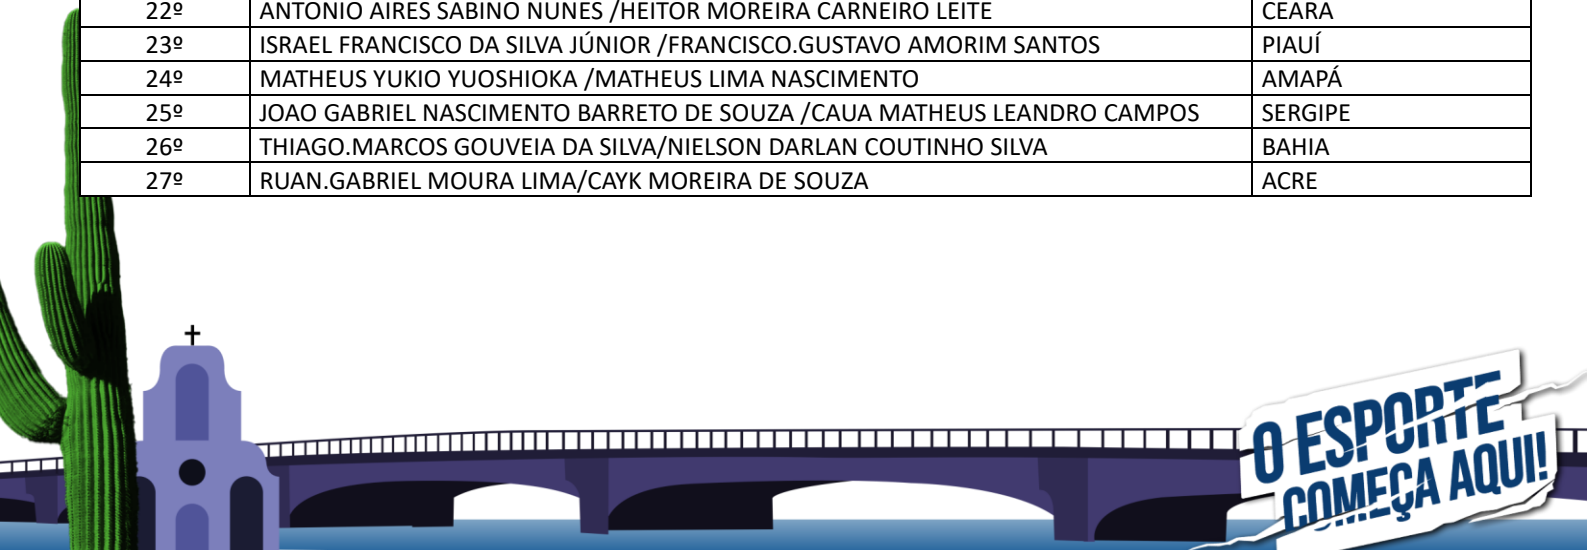 22º ANTONIO AIRES SABINO NUNES /HEITOR MOREIRA CARNEIRO LEITE CEARÁ
23º ISRAEL FRANCISCO DA SILVA JÚNIOR /FRANCISCO.GUSTAVO AMORIM SANTOS PIAUÍ
24º MATHEUS YUKIO YUOSHIOKA /MATHEUS LIMA NASCIMENTO AMAPÁ
25º JOAO GABRIEL NASCIMENTO BARRETO DE SOUZA /CAUA MATHEUS LEANDRO CAMPOS SERGIPE
26º THIAGO.MARCOS GOUVEIA DA SILVA/NIELSON DARLAN COUTINHO SILVA BAHIA
27º RUAN.GABRIEL MOURA LIMA/CAYK MOREIRA DE SOUZA ACRE
O ESPORTE
COMEÇA AQUI!